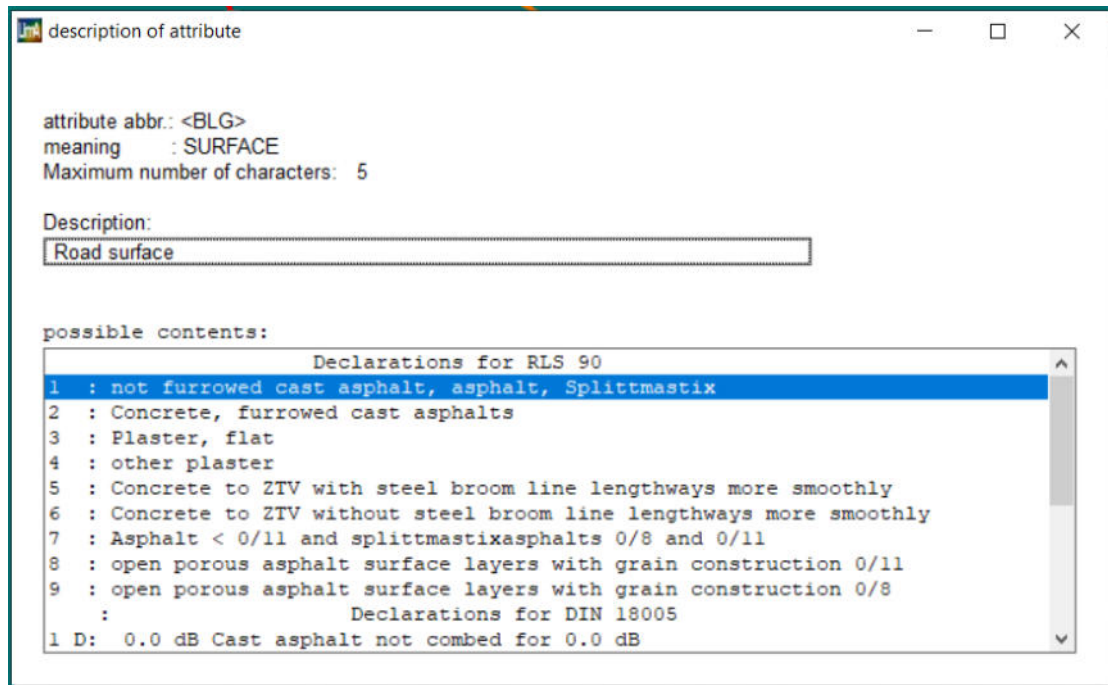 description of attribute
attribute abbr.: <BLG>
meaning : SURFACE
Maximum number of characters: 5
Description:
Road surface
possible contents:
Declarations for RLS 90
1 : not furrowed cast asphalt, asphalt, Splittmastix
2 : Concrete, furrowed cast asphalts
3 : Plaster, flat
4 : other plaster
5 : Concrete to ZTV with steel broom line lengthways more smoothly
6 : Concrete to ZTV without steel broom line lengthways more smoothly
7 : Asphalt < 0/11 and splittmastixasphalts 0/8 and 0/11
8 : open porous asphalt surface layers with grain construction 0/11
9 : open porous asphalt surface layers with grain construction 0/8
: Declarations for DIN 18005
1 D: 0.0 dB Cast asphalt not combed for 0.0 dB